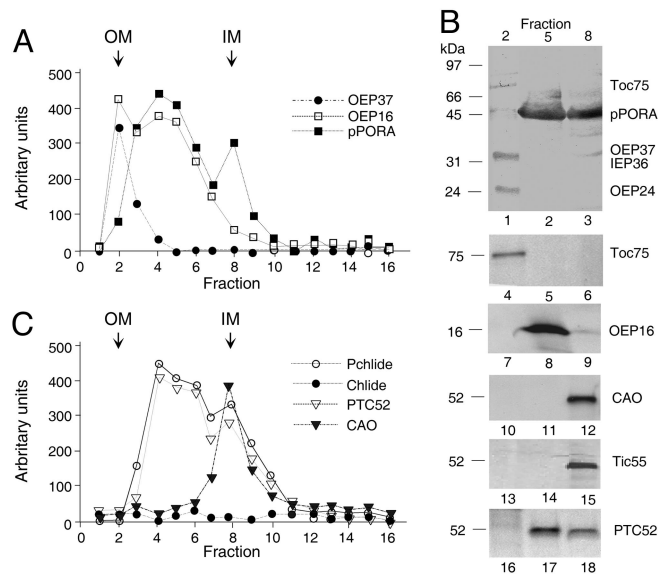 A
OM
IM
500
400
300
200
100
0
Arbritary units
OEP37
OEP16
pPORA
0 2 4 6 8 10 12 14 16
Fraction
C
OM
IM
500
400
300
200
100
0
Arbritary units
Pchlide
Chlide
PTC52
CAO
0 2 4 6 8 10 12 14 16
Fraction
B
Fraction
2 5 8
kDa
97
66
45
31
24
Toc75
pPORA
OEP37
IEP36
OEP24
1 2 3
75
Toc75
4 5 6
16
OEP16
7 8 9
52
CAO
10 11 12
52
Tic55
13 14 15
52
PTC52
16 17 18